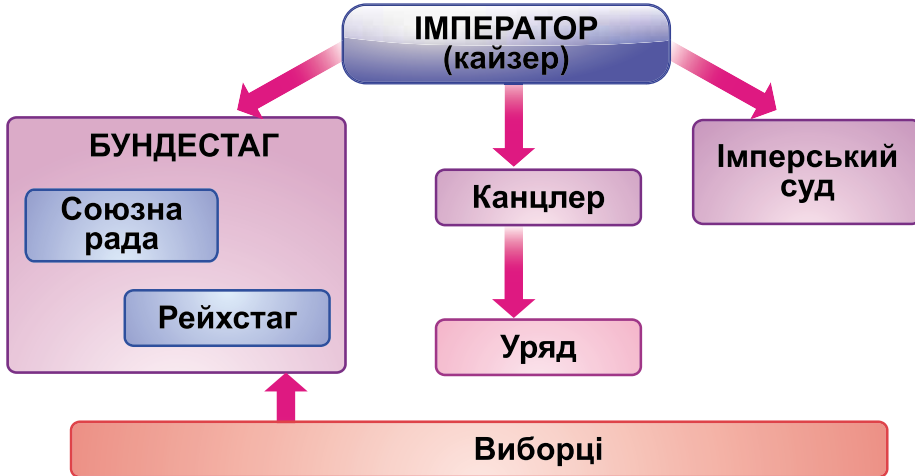 ІМПЕРАТОР
(кайзер)
БУНДЕСТАГ
Союзна
рада
Рейхстаг
Канцлер
Уряд
Імперський
суд
Виборці